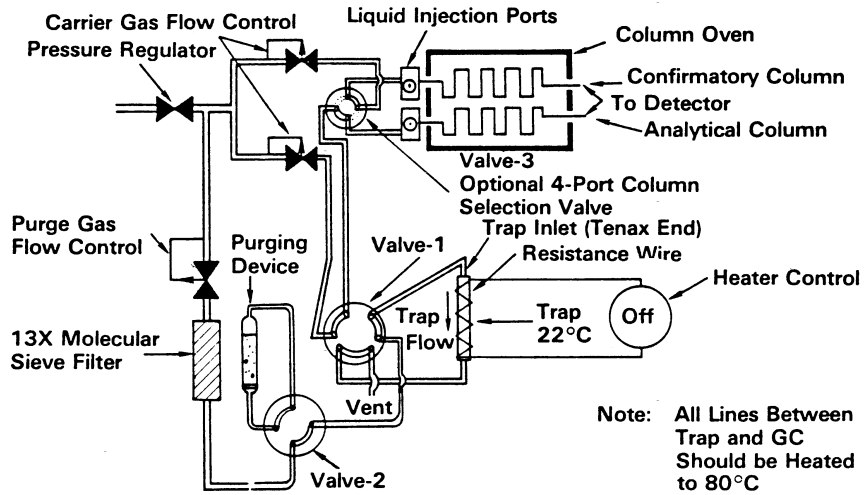 Carrier Gas Flow Control
Pressure Regulator
Liquid Injection Ports
Column Oven
Confirmatory Column
To Detector
Analytical Column
Valve-3
Optional 4-Port Column
Selection Valve
Trap Inlet (Tenax End)
Resistance Wire
Heater Control
Purge Gas
Flow Control
Purging
Device
Valve-1
Trap
Flow
Trap
22°C
Off
13X Molecular
Sieve Filter
Vent
Valve-2
Note: All Lines Between
Trap and GC
Should be Heated
to 80°C